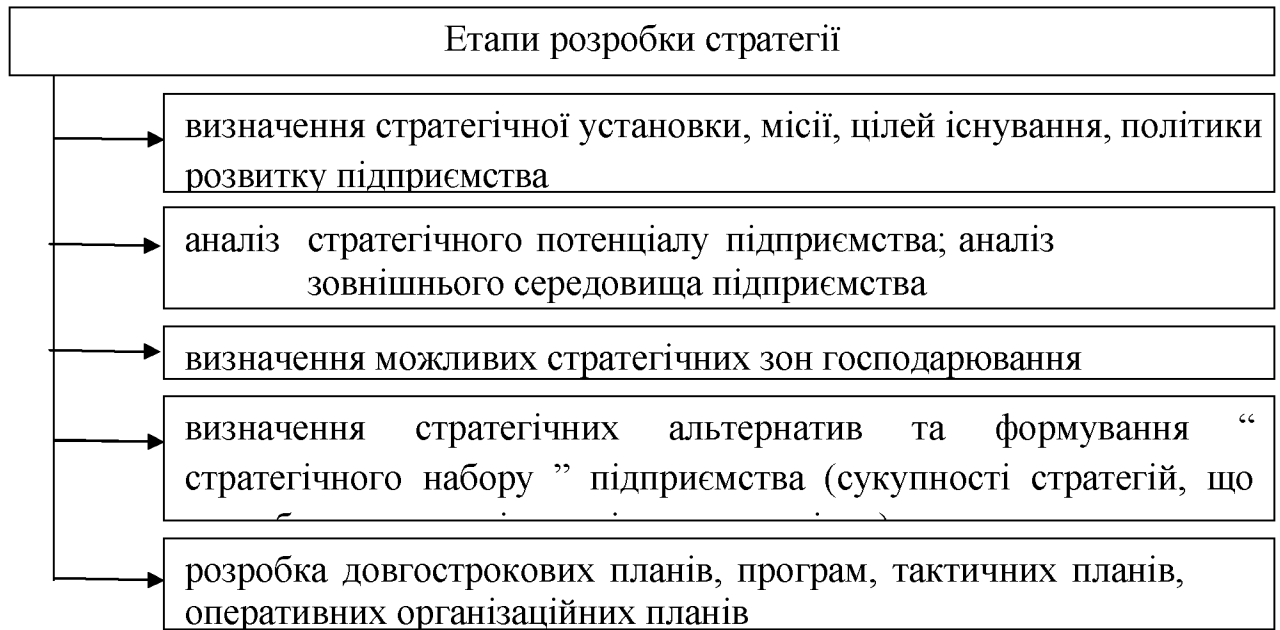 Етапи розробки стратегії
визначення стратегічної установки, місії, цілей існування, політики
розвитку підприємства
аналіз стратегічного потенціалу підприємства; аналіз
зовнішнього середовища підприємства
визначення можливих стратегічних зон господарювання
визначення стратегічних альтернатив та формування “
стратегічного набору ” підприємства (сукупності стратегій, що
розробка довгострокових планів, програм, тактичних планів,
оперативних організаційних планів